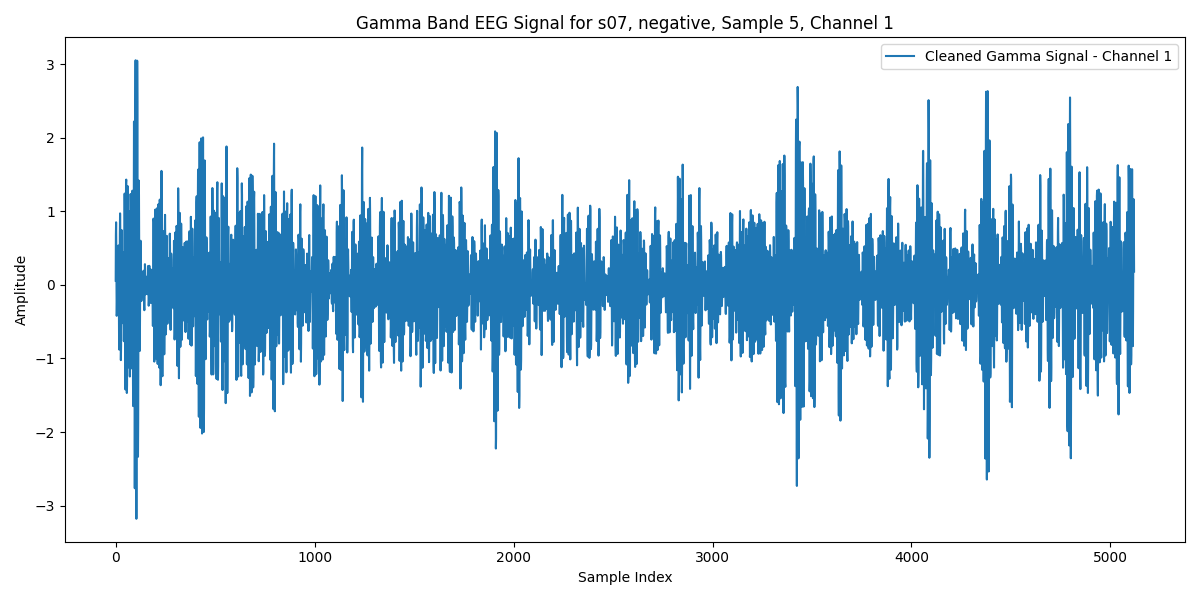 Gamma Band EEG Signal for s07, negative, Sample 5, Channel 1
Cleaned Gamma Signal - Channel 1
Amplitude
3
2
1
0
−1
−2
−3
0 1000 2000 3000 4000 5000
Sample Index